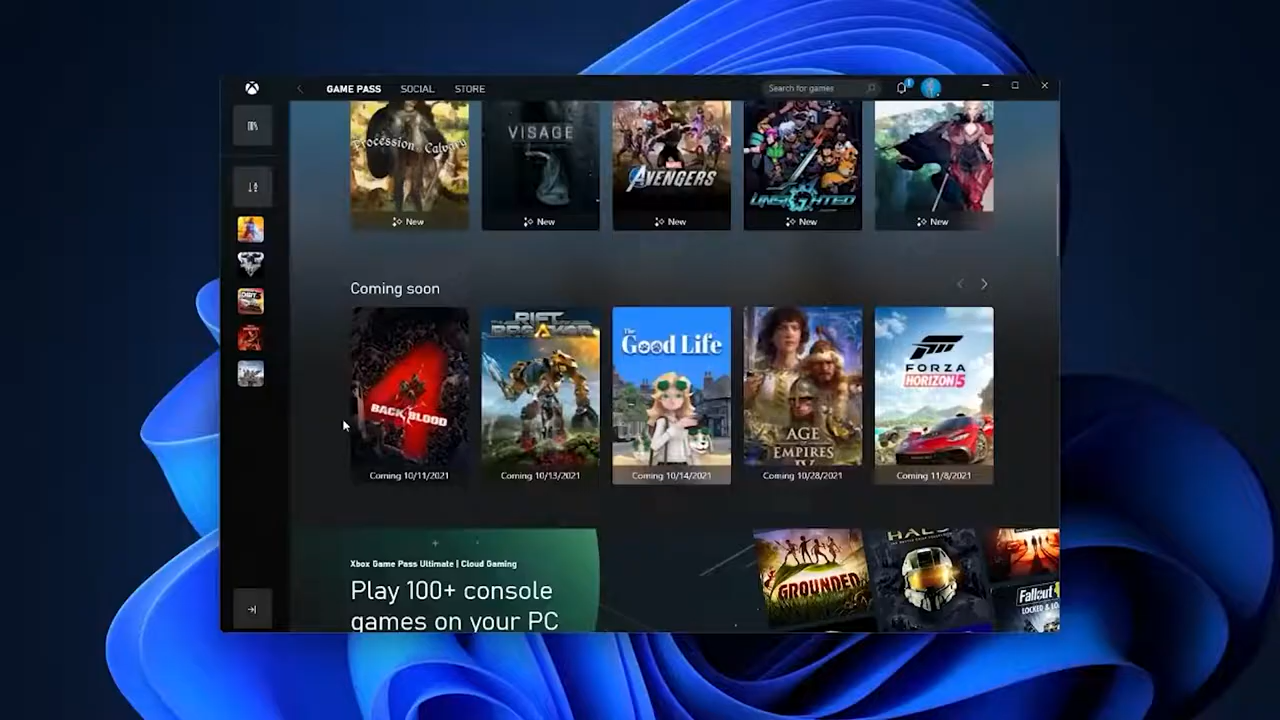 GAME PASS SOCIAL STORE Search for games 1
Procession Calvary
VISAGE
MARVEL
AVENGERS
UNSIGHTED
New New New New New
Coming soon
4
BACK BLOOD
Coming 10/11/2021
THE RIFT
BREAKER
Coming 10/13/2021
The
Good Life
Coming 10/14/2021
AGE
OF
EMPIRES
IV
Coming 10/28/2021
FORZA
HORIZON 5
Coming 11/8/2021
Xbox Game Pass Ultimate | Cloud Gaming
Play 100+ console
games on your PC
GROUNDED
HALO
Fallout